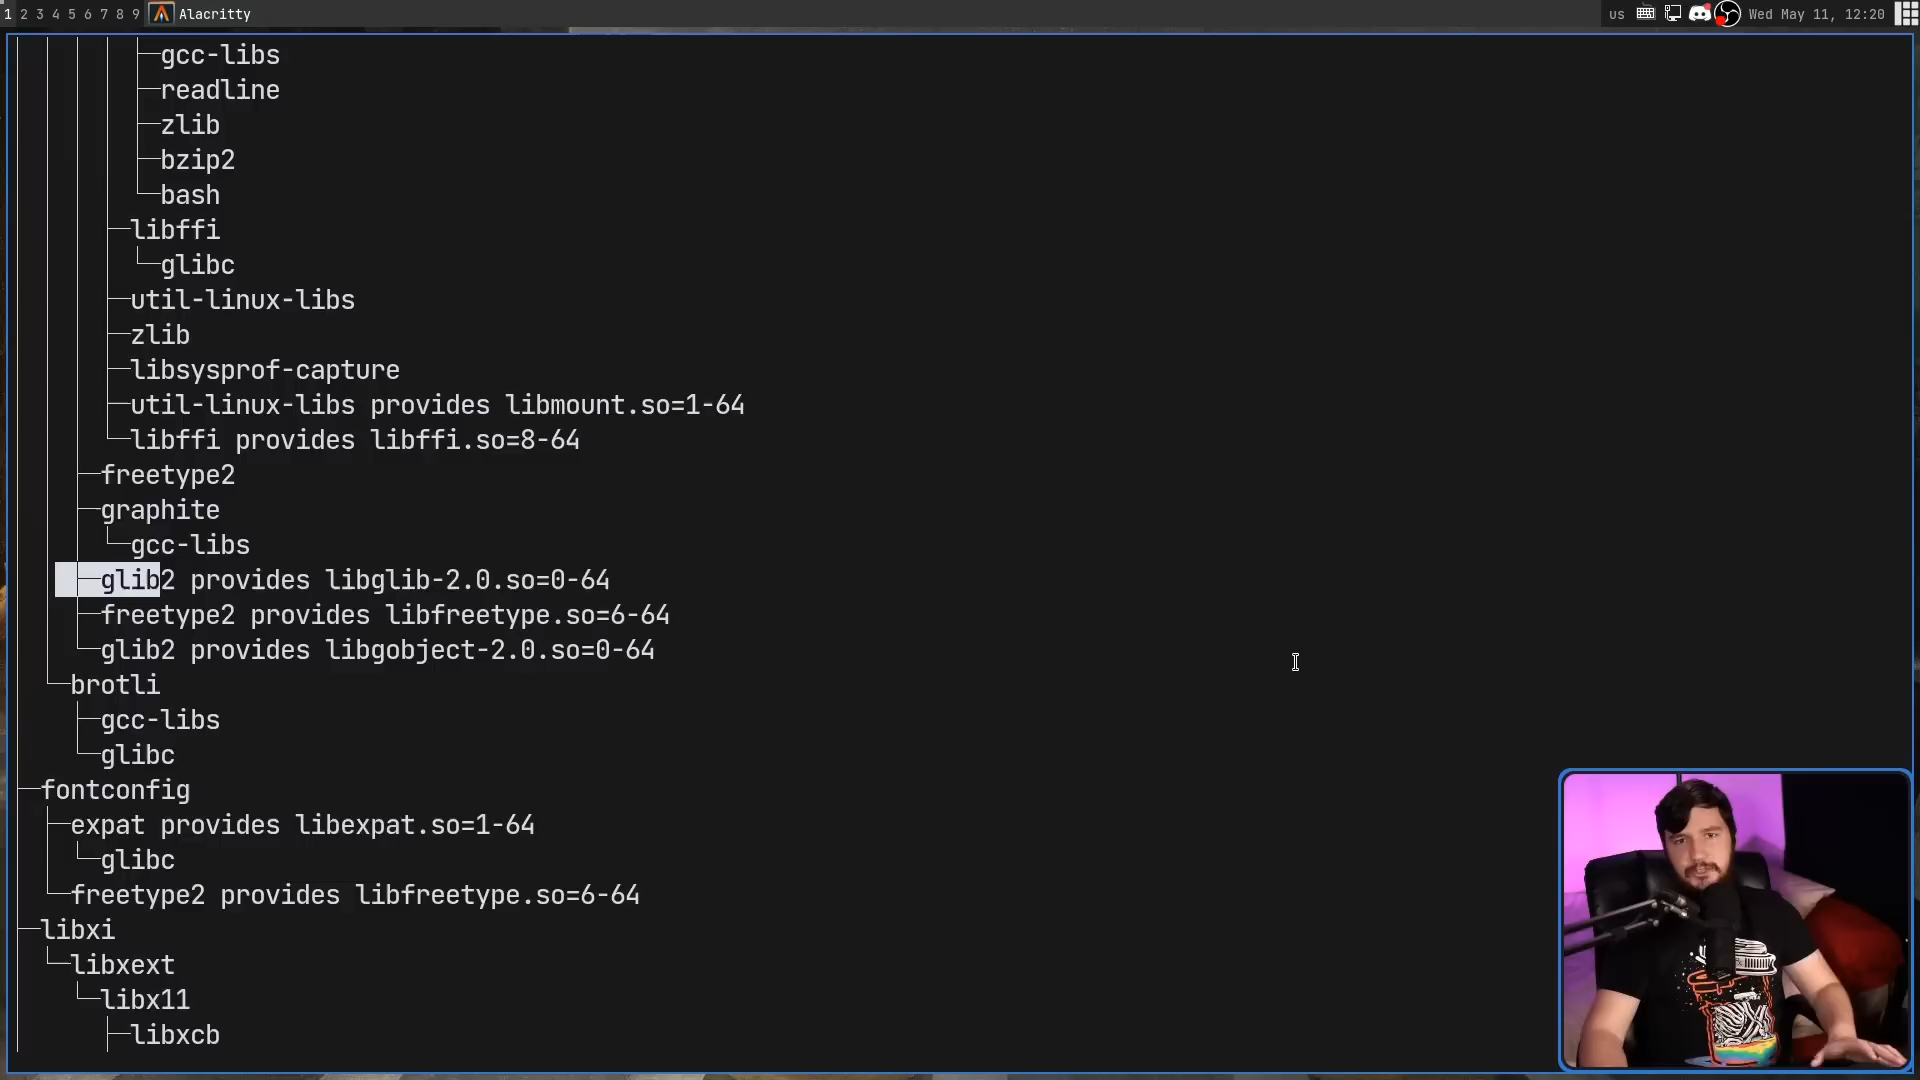 1 2 3 4 5 6 7 8 9 Alacritty us Wed May 11, 12:20
gcc-libs
readline
zlib
bzip2
bash
libffi
glibc
util-linux-libs
zlib
libsysprof-capture
util-linux-libs provides libmount.so=1-64
libffi provides libffi.so=8-64
freetype2
graphite
gcc-libs
glib2 provides libglib-2.0.so=0-64
freetype2 provides libfreetype.so=6-64
glib2 provides libgobject-2.0.so=0-64
brotli
gcc-libs
glibc
fontconfig
expat provides libexpat.so=1-64
glibc
freetype2 provides libfreetype.so=6-64
libxi
libxext
libx11
libxcb